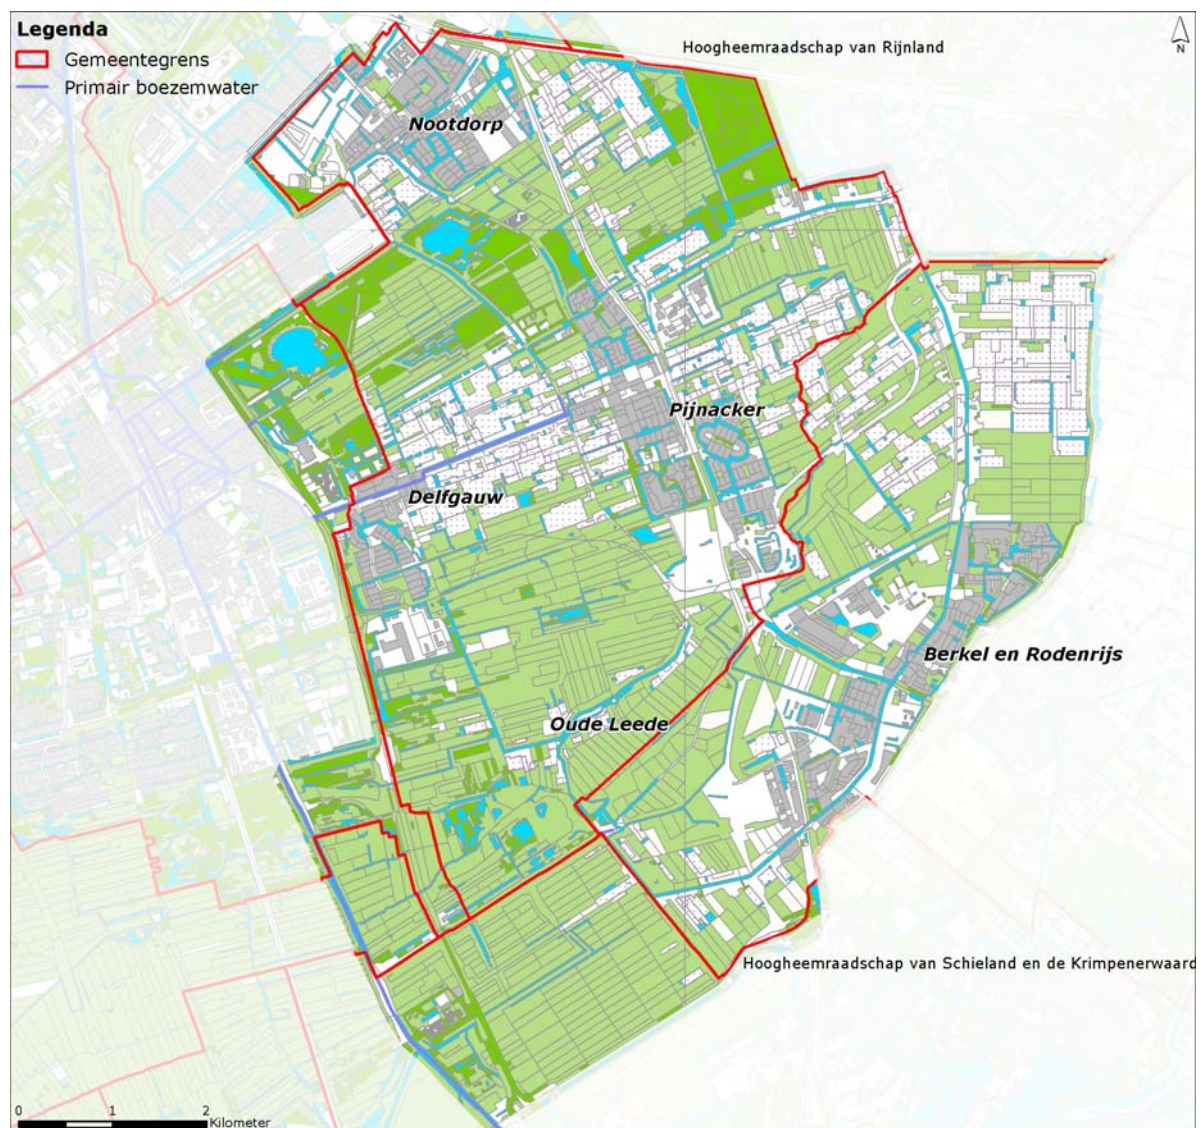 Legenda
Gemeentegrens
Primair boezemwater
Hoogheemraadschap van Rijnland
N
Nootdorp
Pijnacker
Delfgauw
Berkel en Rodenrijs
Oude Leede
Hoogheemraadschap van Schieland en de Krimpenerwaard
0 1 2
Kilometer